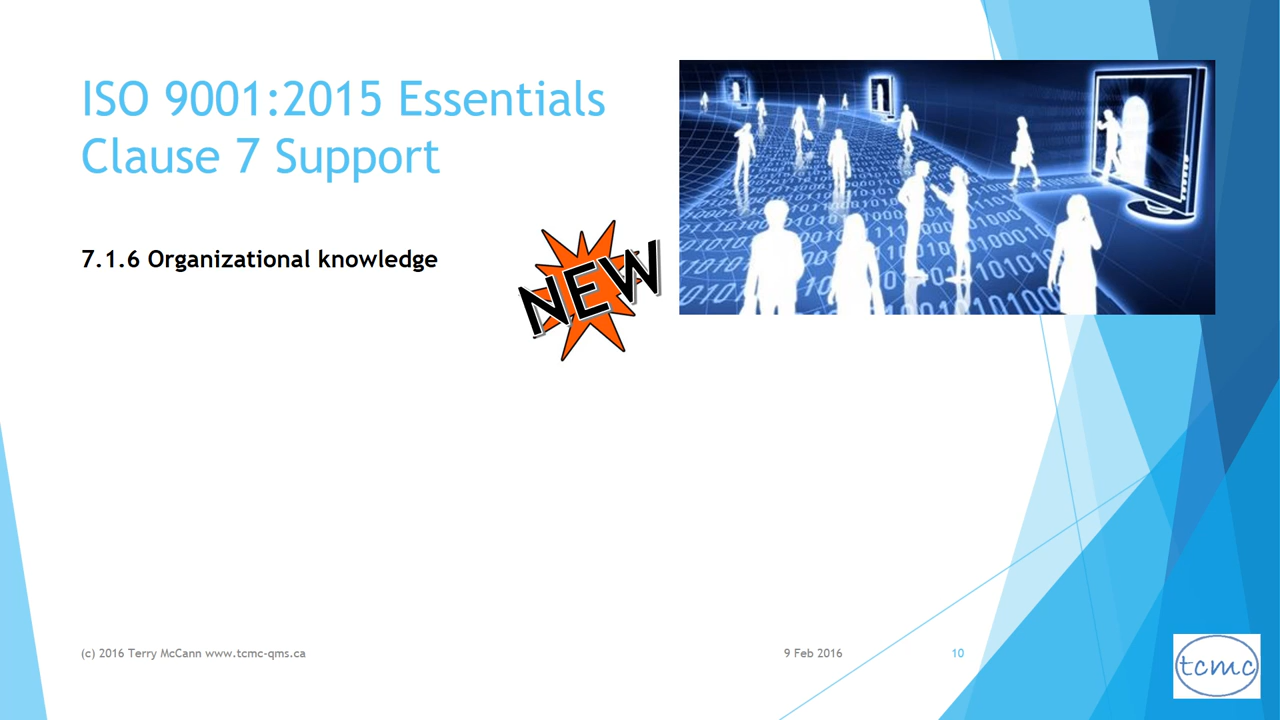 ISO 9001:2015 Essentials
Clause 7 Support
7.1.6 Organizational knowledge
NEW
(c) 2016 Terry McCann www.tcmc-qms.ca
9 Feb 2016
10
tcmc